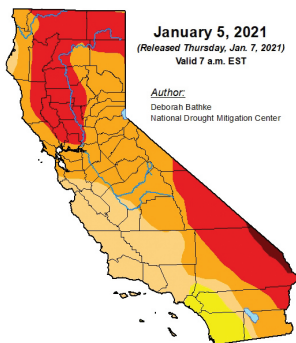 January 5, 2021
(Released Thursday, Jan. 7, 2021)
Valid 7 a.m. EST
Author:
Deborah Bathke
National Drought Mitigation Center